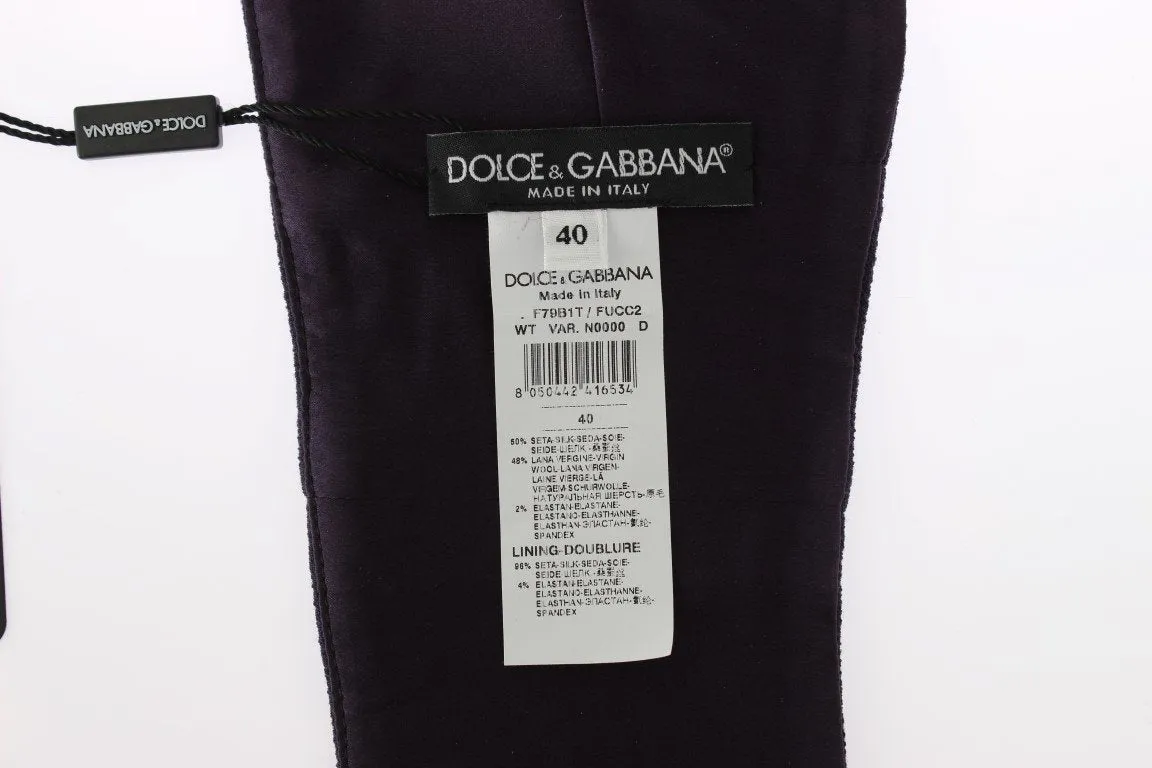 DOLCE & GABBANA
DOLCE & GABBANA®
MADE IN ITALY
40
DOLCE & GABBANA
Made in Italy
. F79B1T / FUCC2
WT VAR. N0000 D
8 050442 416534
40
50% SETA-SILK-SEDA-SOIE-
SEIDE-ШЕЛК-
48% LANA VERGINE-VIRGIN
WOOL-LANA VIRGEN-
LAINE VIERGE-LÃ
VIRGEM-SCHURWOLLE-
НАТУРАЛЬНАЯ ШЕРСТЬ-原毛
2% ELASTAN-ELASTANE-
ELASTANO-ELASTHANNE-
ELASTHAN-ЭЛАСТАН-
SPANDEX
LINING-DOUBLURE
96% SETA-SILK-SEDA-SOIE-
SEIDE-ШЕЛК-
4% ELASTAN-ELASTANE-
ELASTANO-ELASTHANNE-
ELASTHAN-ЭЛАСТАН-
SPANDEX